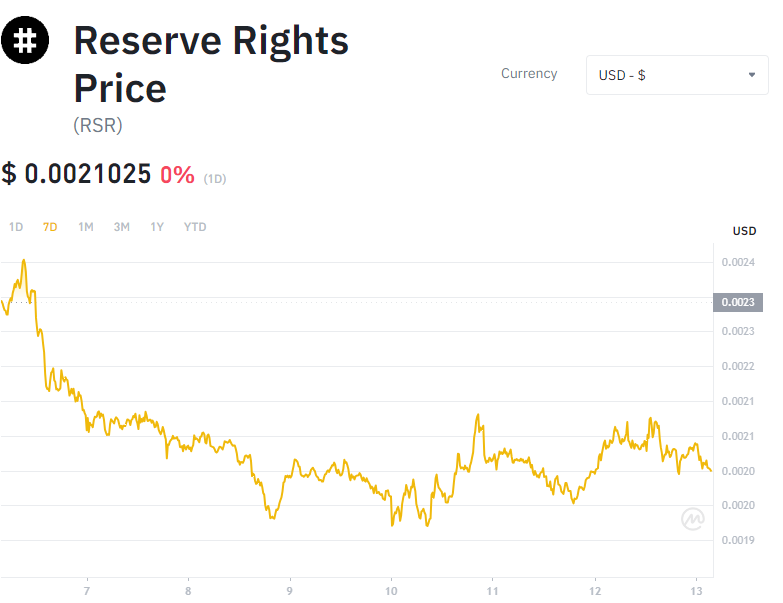 Reserve Rights
Price
(RSR)
Currency
USD - $
$ 0.0021025 0% (1D)
1D 7D 1M 3M 1Y YTD
USD
0.0024
0.0023
0.0023
0.0022
0.0021
0.0021
0.0020
0.0020
0.0019
7 8 9 10 11 12 13